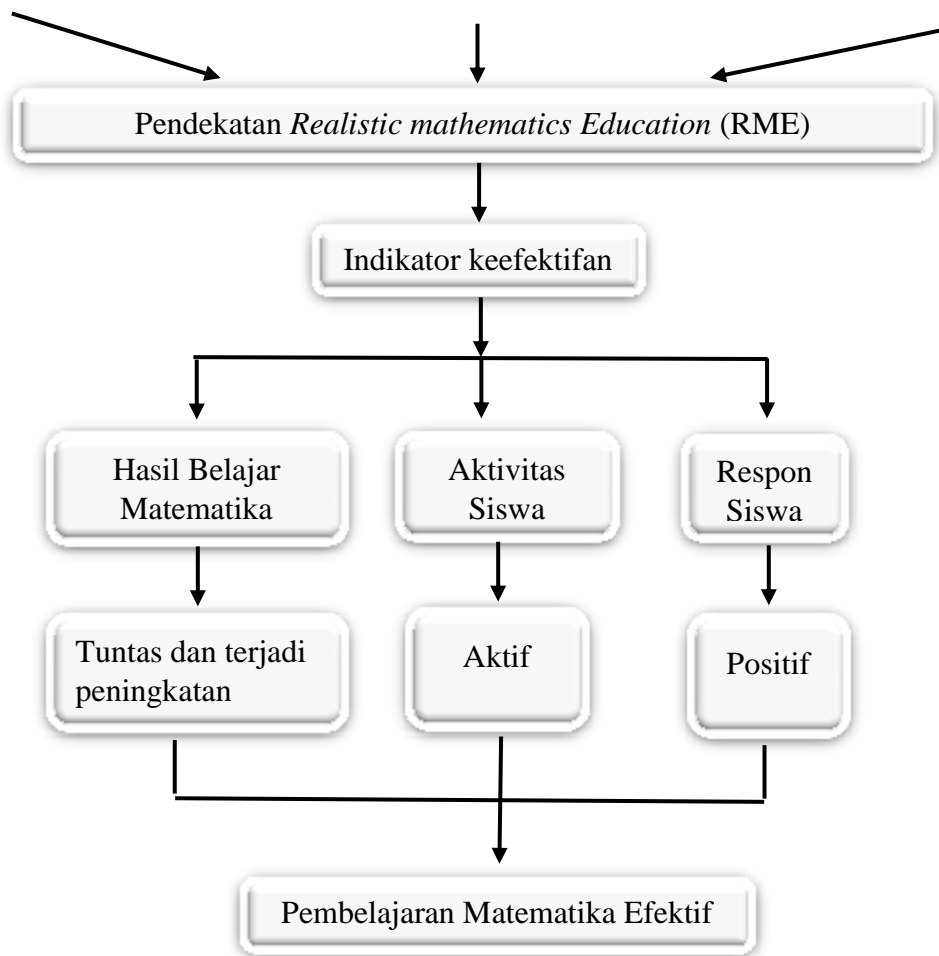 Pendekatan Realistic mathematics Education (RME)
Indikator keefektifan
Hasil Belajar
Matematika
Aktivitas
Siswa
Respon
Siswa
Tuntas dan terjadi
peningkatan
Aktif
Positif
Pembelajaran Matematika Efektif